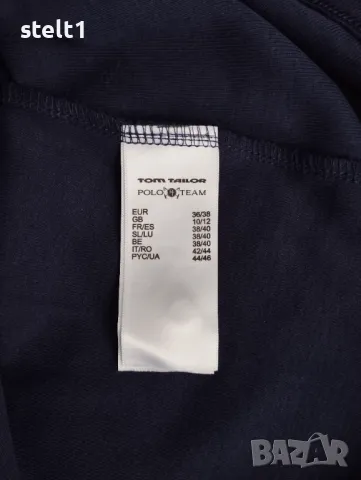 stelt1
TOM TAILOR
POLO TEAM
EUR 36/38
GB 10/12
FR/ES 38/40
SL/LU 38/40
BE 38/40
IT/RO 42/44
PYC/UA 44/46
BAZAR